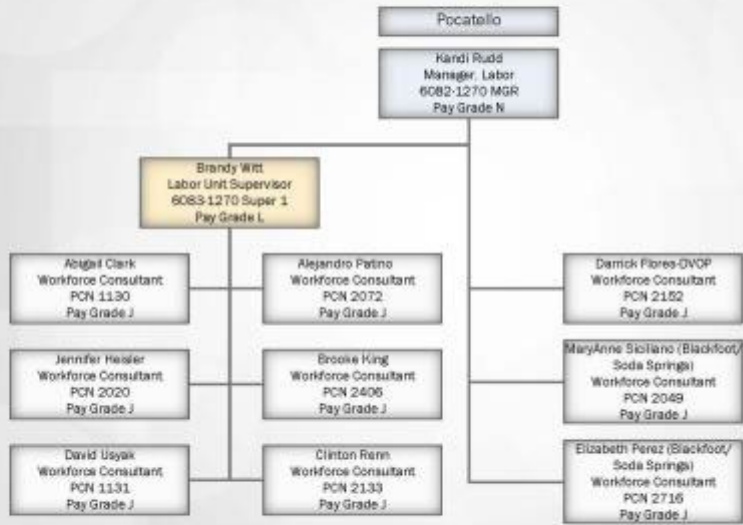 Pocatello
Kandi Rudd
Manager, Labor
6082-1270 MGR
Pay Grade N
Brandy Witt
Labor Unit Supervisor
6083-1270 Super 1
Pay Grade L
Abigail Clark
Workforce Consultant
PCN 1130
Pay Grade J
Alejandro Patino
Workforce Consultant
PCN 2072
Pay Grade J
Darrick Flores-DVOP
Workforce Consultant
PCN 2152
Pay Grade J
Jennifer Heisler
Workforce Consultant
PCN 2020
Pay Grade J
Brooke King
Workforce Consultant
PCN 2406
Pay Grade J
MaryAnne Siciliano (Blackfoot/
Soda Springs)
Workforce Consultant
PCN 2049
Pay Grade J
David Usyak
Workforce Consultant
PCN 1131
Pay Grade J
Clinton Renn
Workforce Consultant
PCN 2133
Pay Grade J
Elizabeth Perez (Blackfoot/
Soda Springs)
Workforce Consultant
PCN 2716
Pay Grade J